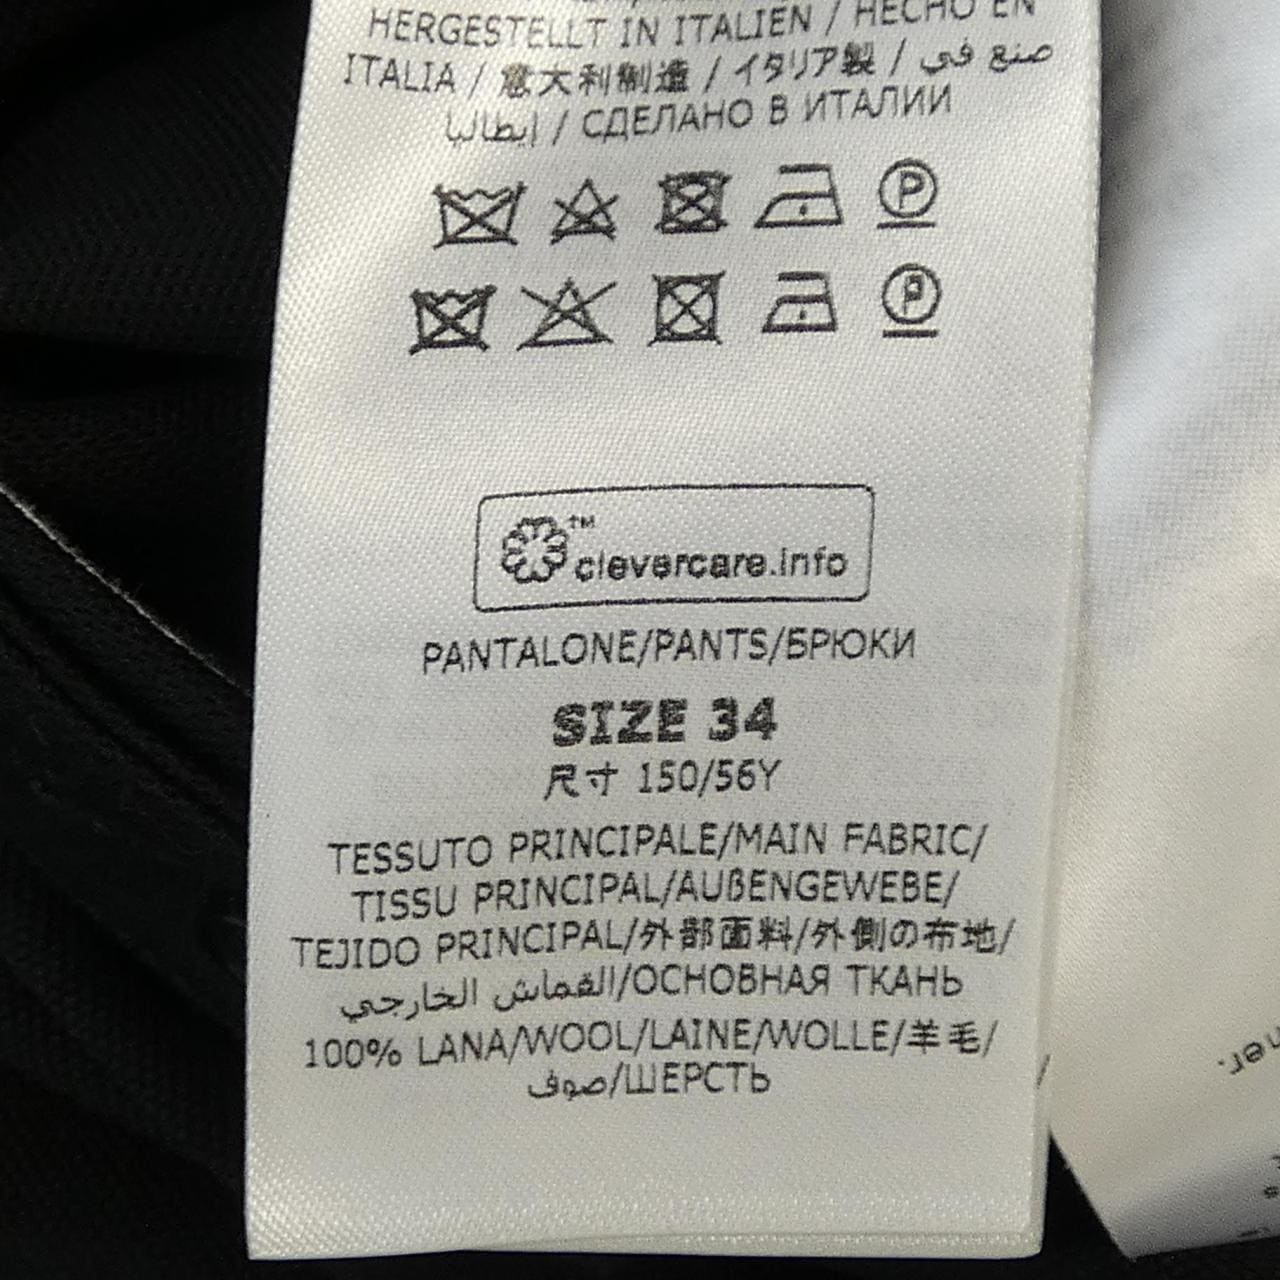 HERGESTELLT IN ITALIEN / HECHO EN
ITALIA / 意大利制造 / イタリア製 / صنع في
إيطاليا / СДЕЛАНО В ИТАЛИИ
P
P
™
clevercare.info
PANTALONE/PANTS/БРЮКИ
SIZE 34
尺寸 150/56Y
TESSUTO PRINCIPALE/MAIN FABRIC/
TISSU PRINCIPAL/AUßENGEWEBE/
TEJIDO PRINCIPAL/外部面料/外側の布地/
القماش الخارجي/ОСНОВНАЯ ТКАНЬ
100% LANA/WOOL/LAINE/WOLLE/羊毛/
صوف/ШЕРСТЬ